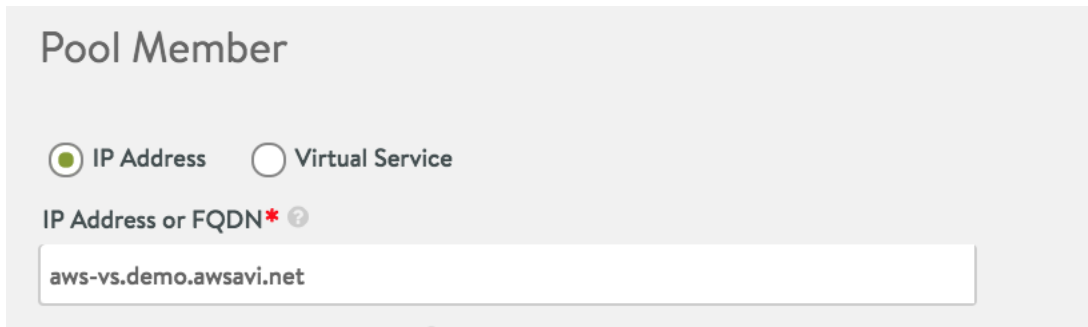 Pool Member
IP Address Virtual Service
IP Address or FQDN* ?
aws-vs.demo.awsavi.net